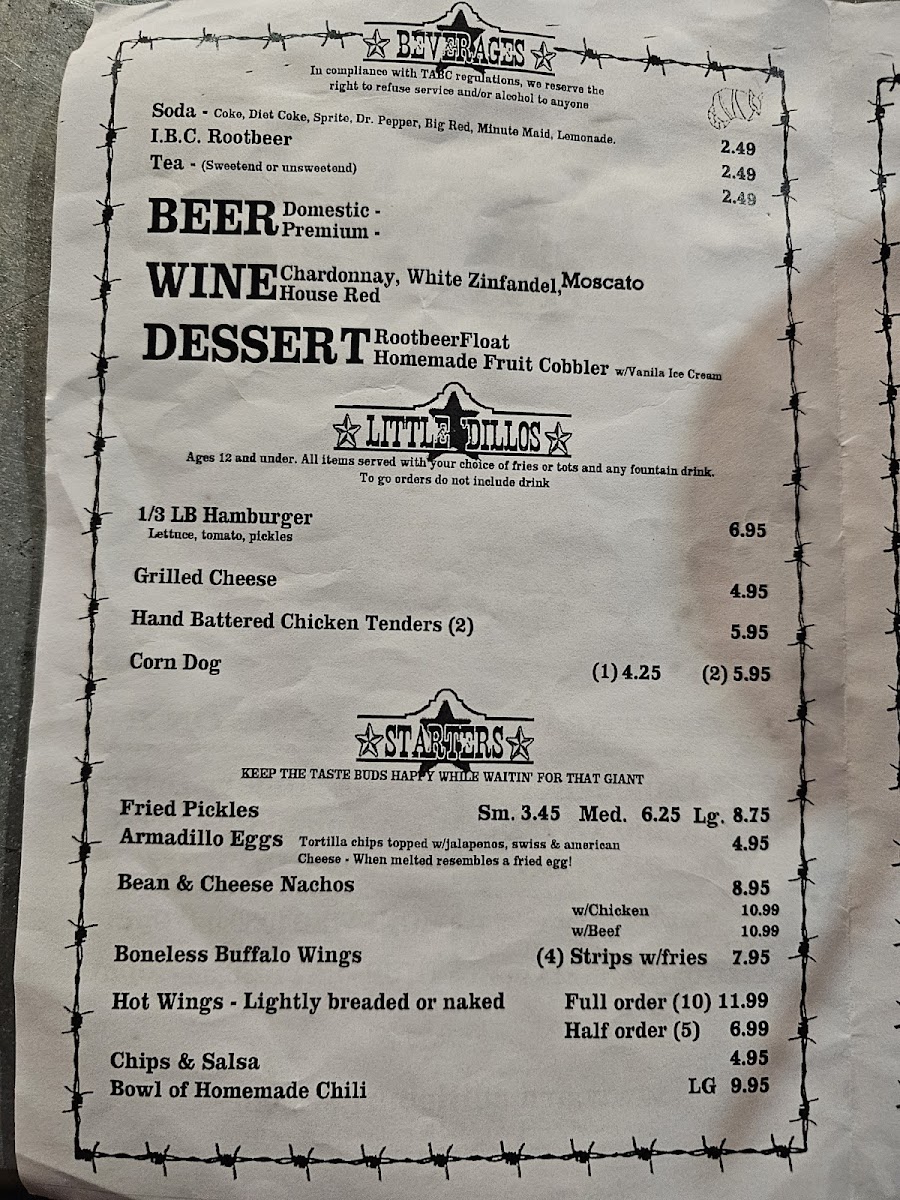 BEVERAGES
In compliance with TABC regulations, we reserve the
right to refuse service and/or alcohol to anyone
Soda - Coke, Diet Coke, Sprite, Dr. Pepper, Big Red, Minute Maid, Lemonade. 2.49
I.B.C. Rootbeer 2.49
Tea - (Sweetend or unsweetend) 2.49
BEER Domestic -
Premium -
WINE Chardonnay, White Zinfandel, Moscato
House Red
DESSERT RootbeerFloat
Homemade Fruit Cobbler w/Vanila Ice Cream
LITTLE 'DILLOS
Ages 12 and under. All items served with your choice of fries or tots and any fountain drink.
To go orders do not include drink
1/3 LB Hamburger 6.95
Lettuce, tomato, pickles
Grilled Cheese 4.95
Hand Battered Chicken Tenders (2) 5.95
Corn Dog (1) 4.25 (2) 5.95
STARTERS
KEEP THE TASTE BUDS HAPPY WHILE WAITIN' FOR THAT GIANT
Fried Pickles Sm. 3.45 Med. 6.25 Lg. 8.75
Armadillo Eggs Tortilla chips topped w/jalapenos, swiss & american 4.95
Cheese - When melted resembles a fried egg!
Bean & Cheese Nachos 8.95
w/Chicken 10.99
w/Beef 10.99
Boneless Buffalo Wings (4) Strips w/fries 7.95
Hot Wings - Lightly breaded or naked Full order (10) 11.99
Half order (5) 6.99
Chips & Salsa 4.95
Bowl of Homemade Chili LG 9.95